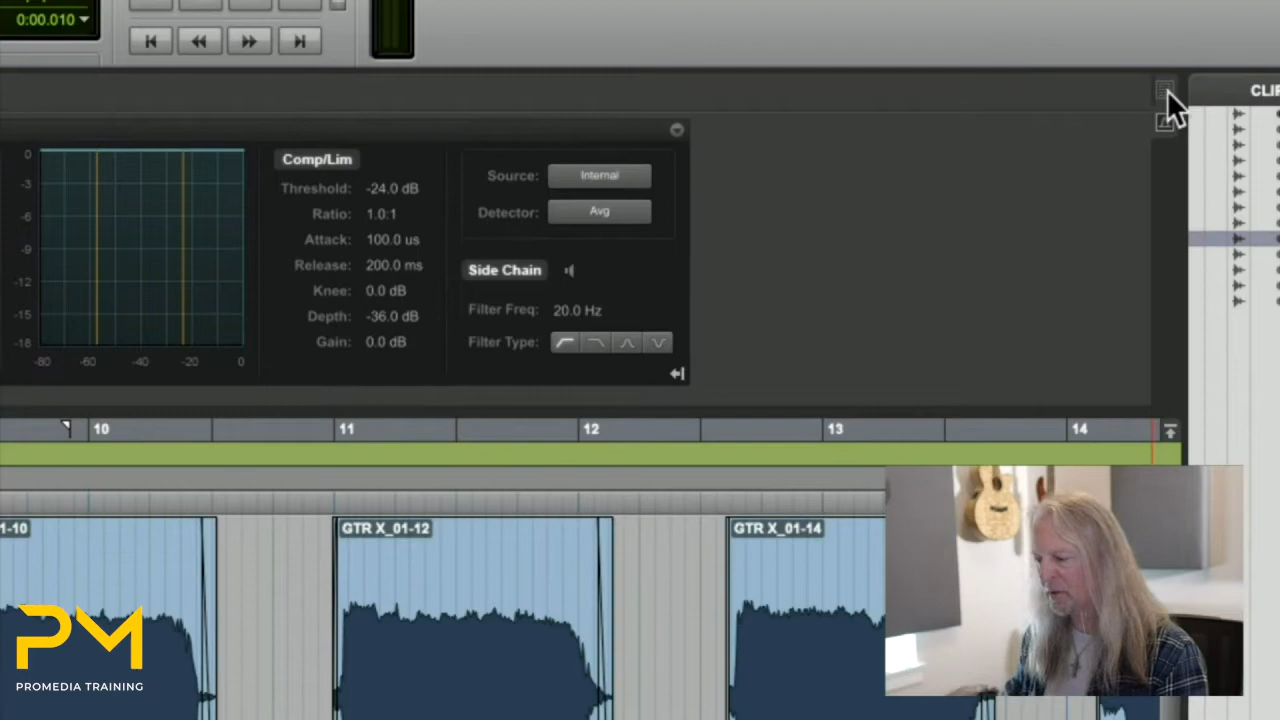 0:00.010
CLIP
0
-3
-6
-9
-12
-15
-18
-80 -60 -40 -20 0
Comp/Lim
Threshold: -24.0 dB
Ratio: 1.0:1
Attack: 100.0 us
Release: 200.0 ms
Knee: 0.0 dB
Depth: -36.0 dB
Gain: 0.0 dB
Source: Internal
Detector: Avg
Side Chain
Filter Freq: 20.0 Hz
Filter Type:
10 11 12 13 14
1-10 GTR X_01-12 GTR X_01-14
PM
PROMEDIA TRAINING